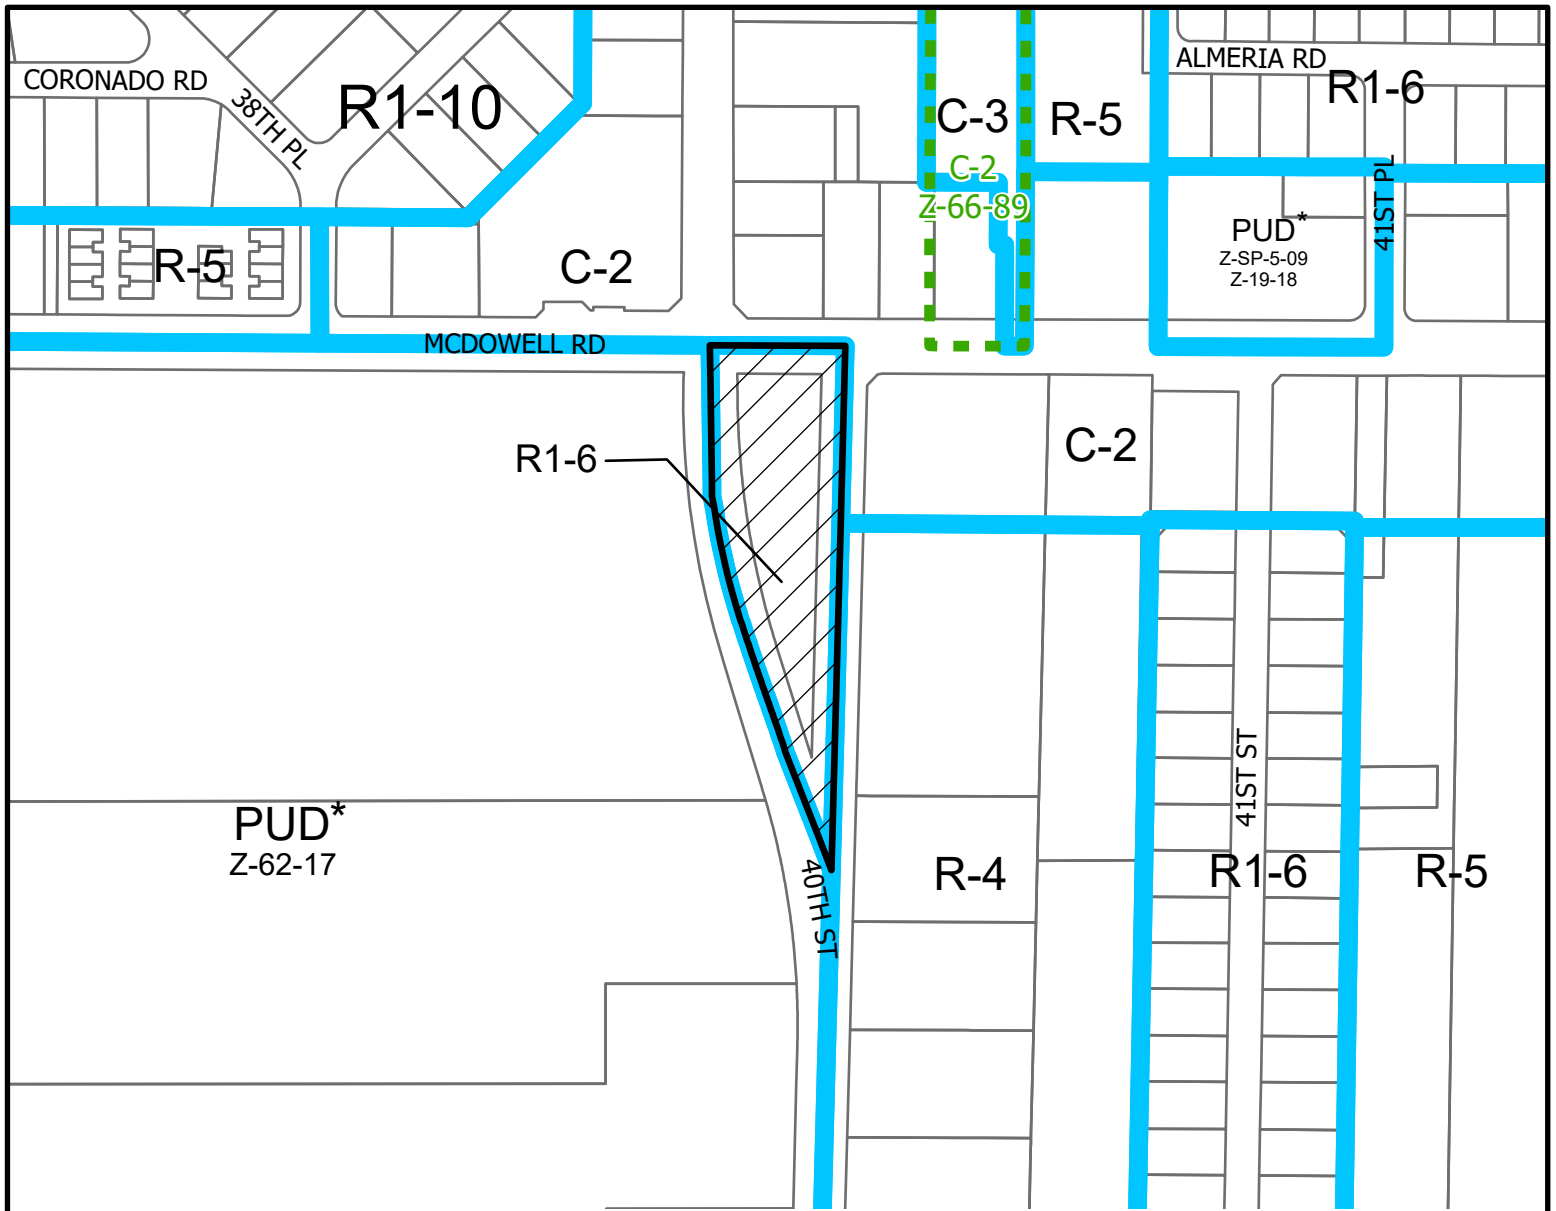 ALMERIA RD
CORONADO RD
R1-10
R1-6
38TH PL
C-3
R-5
C-2
Z-66-89
41ST PL
PUD*
Z-SP-5-09
Z-19-18
R-5
C-2
MCDOWELL RD
R1-6
C-2
41ST ST
PUD*
Z-62-17
40TH ST
R-4
R1-6
R-5